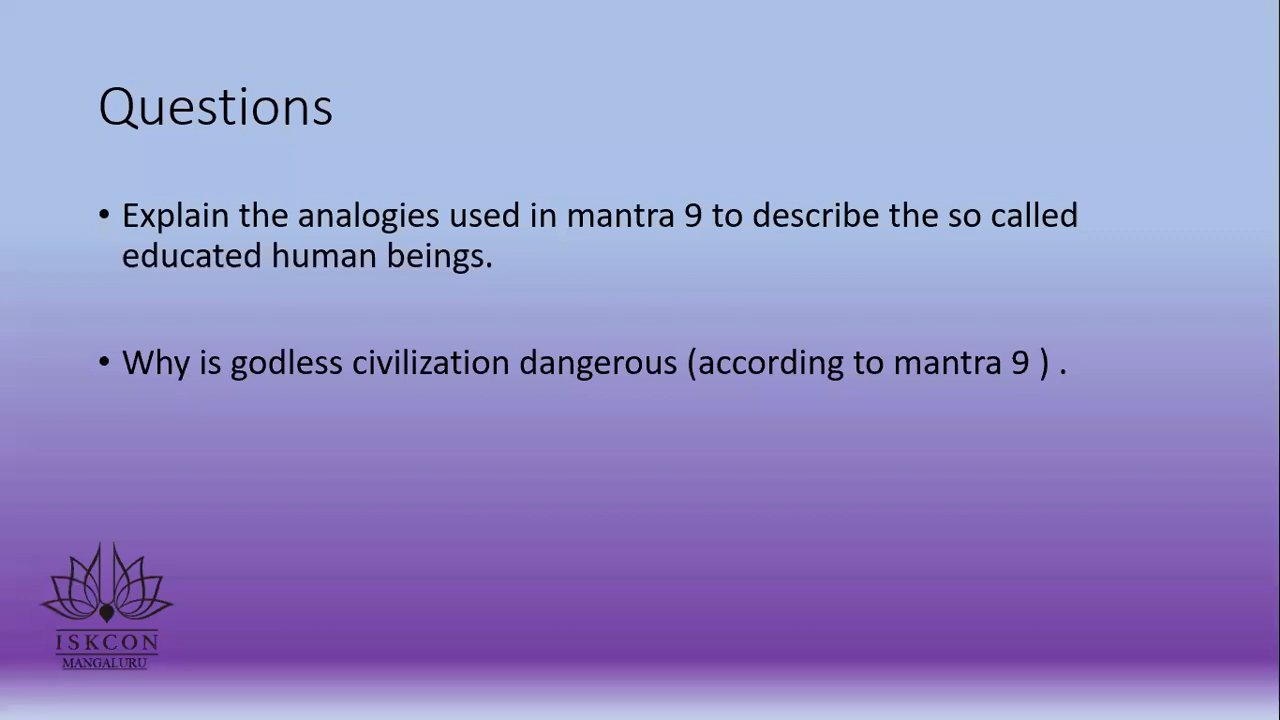 Questions
• Explain the analogies used in mantra 9 to describe the so called
educated human beings.
• Why is godless civilization dangerous (according to mantra 9 ) .
ISKCON
MANGALURU